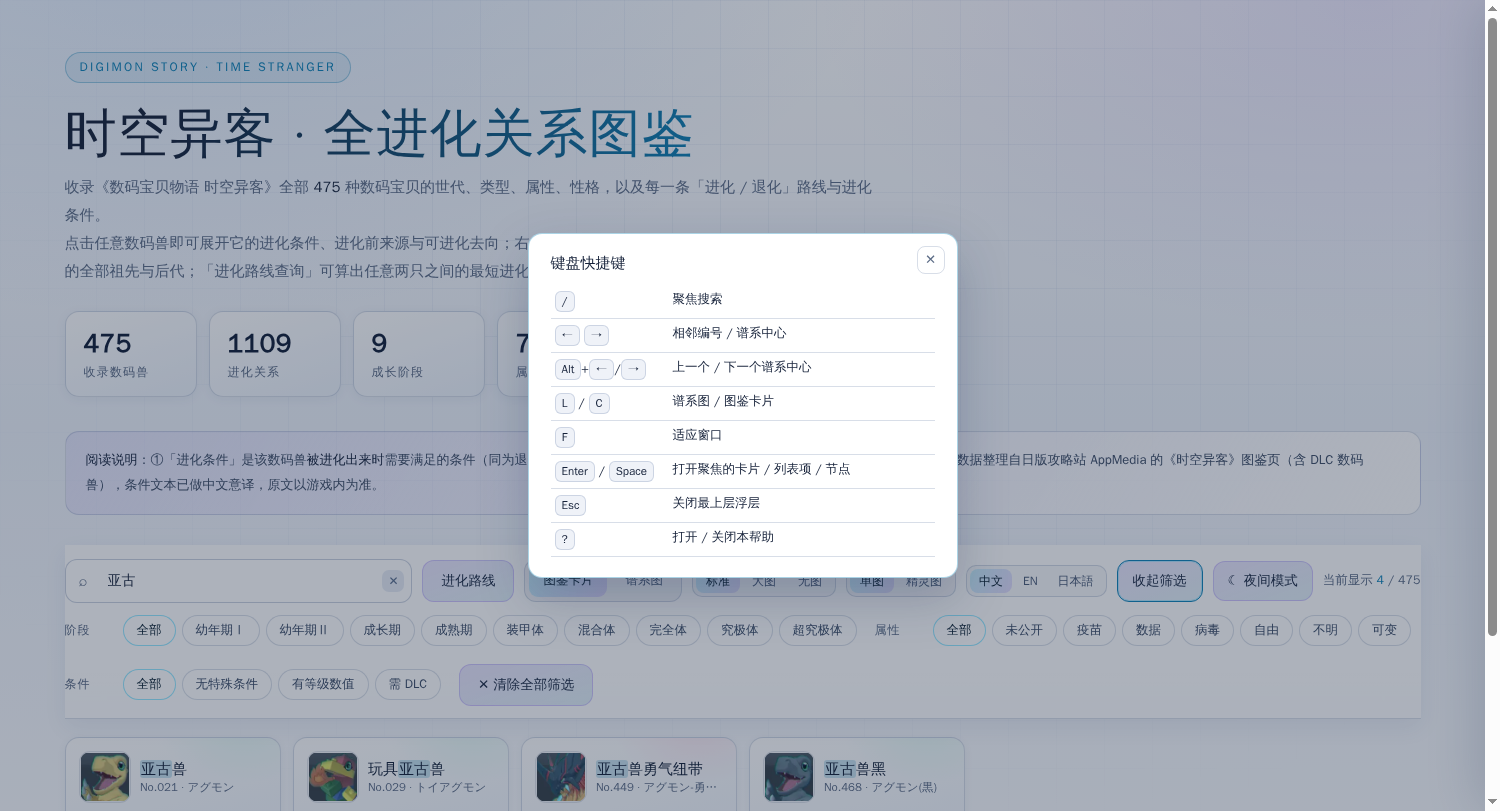 DIGIMON STORY · TIME STRANGER
时空异客 · 全进化关系图鉴
收录《数码宝贝物语 时空异客》全部 475 种数码宝贝的世代、类型、属性、性格，以及每一条「进化 / 退化」路线与进化
条件。
点击任意数码兽即可展开它的进化条件、进化前来源与可进化去向；右
的全部祖先与后代；「进化路线查询」可算出任意两只之间的最短进化
475
收录数码兽
1109
进化关系
9
成长阶段
7
属
阅读说明：①「进化条件」是该数码兽被进化出来时需要满足的条件（同为退
数据整理自日版攻略站 AppMedia 的《时空异客》图鉴页（含 DLC 数码
兽），条件文本已做中文意译，原文以游戏内为准。
键盘快捷键
✕
/ 聚焦搜索
← → 相邻编号 / 谱系中心
Alt+←/→ 上一个 / 下一个谱系中心
L / C 谱系图 / 图鉴卡片
F 适应窗口
Enter / Space 打开聚焦的卡片 / 列表项 / 节点
Esc 关闭最上层浮层
? 打开 / 关闭本帮助
⌕ 亚古 ✕ 进化路线 图鉴卡片 谱系图 标准 大图 无图 单图 精灵图 中文 EN 日本語 收起筛选 ☾ 夜间模式 当前显示 4 / 475
阶段 全部 幼年期 I 幼年期 II 成长期 成熟期 装甲体 混合体 完全体 究极体 超究极体 属性 全部 未公开 疫苗 数据 病毒 自由 不明 可变
条件 全部 无特殊条件 有等级数值 需 DLC ✕ 清除全部筛选
亚古兽
No.021 · アグモン
玩具亚古兽
No.029 · トイアグモン
亚古兽勇气纽带
No.449 · アグモン-勇…
亚古兽黑
No.468 · アグモン(黒)